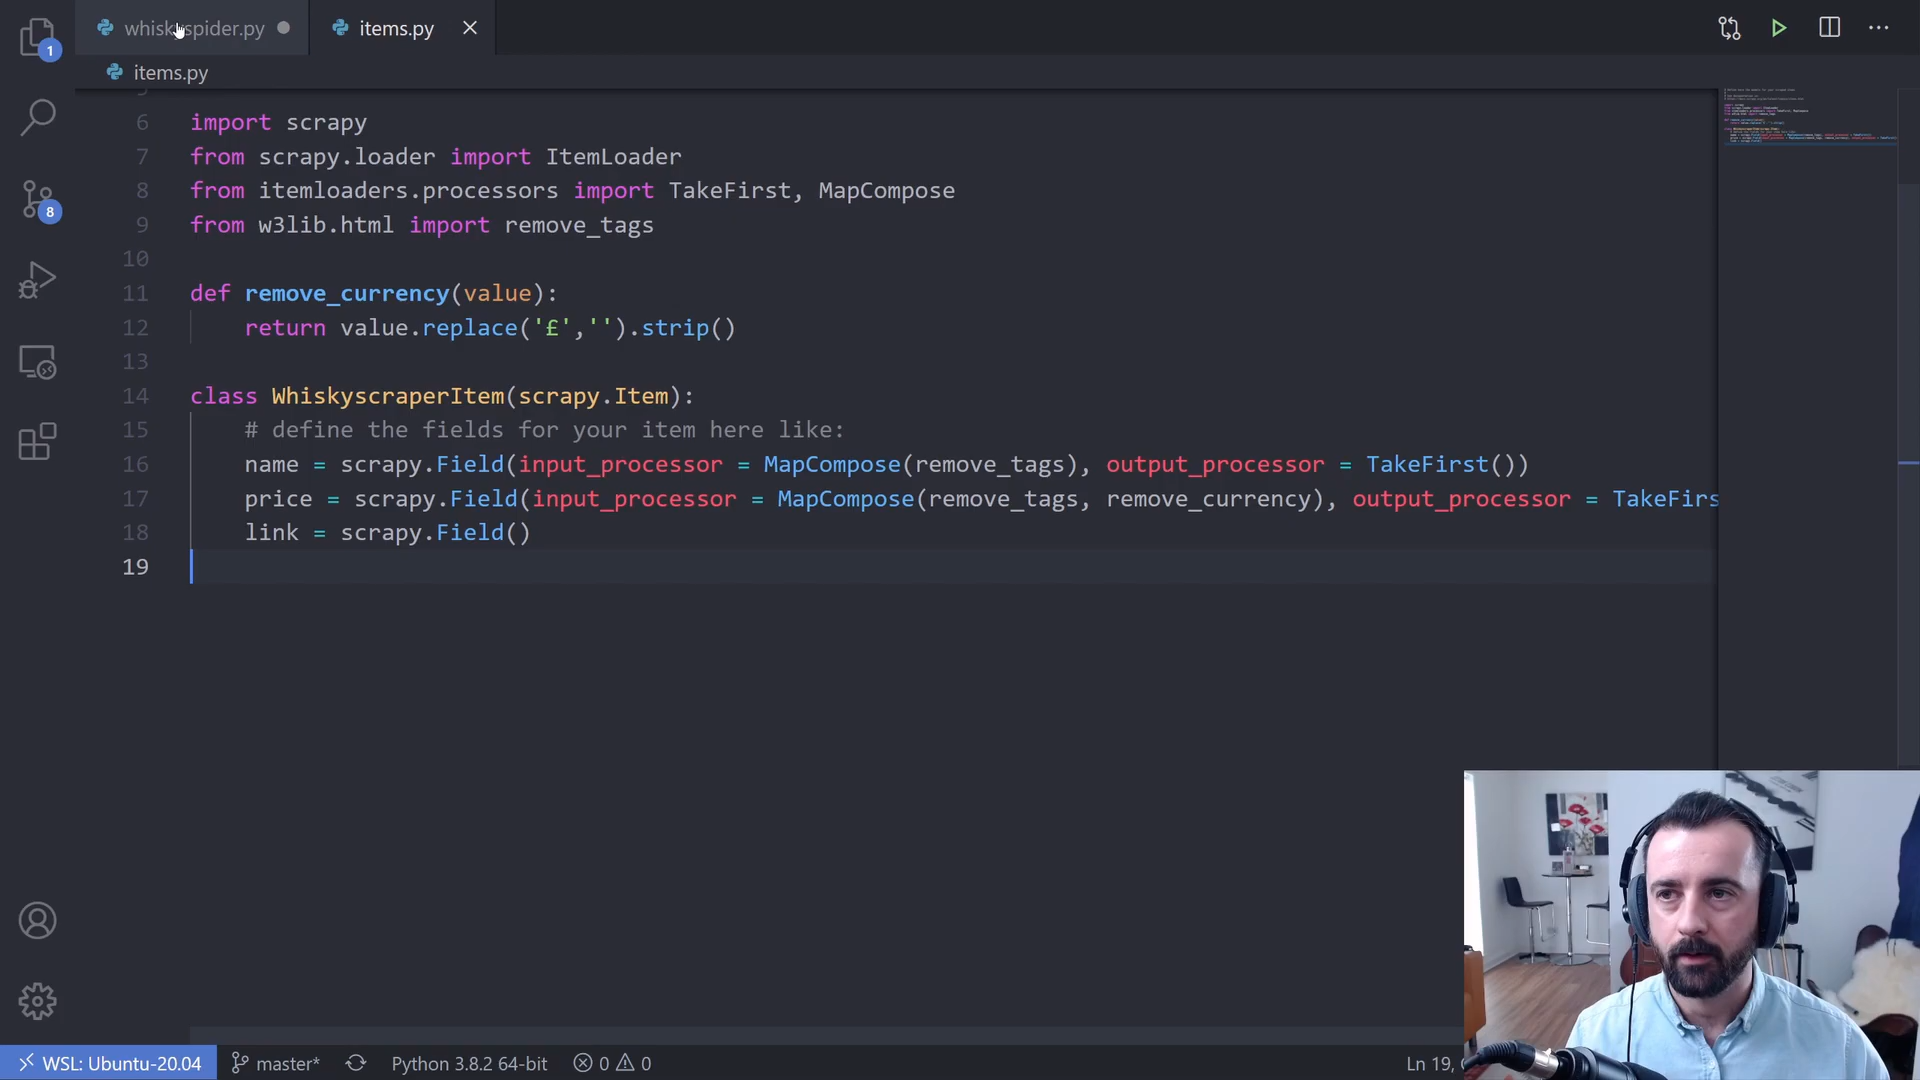 whiskyspider.py
items.py
items.py
1
8
6 import scrapy
7 from scrapy.loader import ItemLoader
8 from itemloaders.processors import TakeFirst, MapCompose
9 from w3lib.html import remove_tags
10
11 def remove_currency(value):
12 return value.replace('£','').strip()
13
14 class WhiskyscraperItem(scrapy.Item):
15 # define the fields for your item here like:
16 name = scrapy.Field(input_processor = MapCompose(remove_tags), output_processor = TakeFirst())
17 price = scrapy.Field(input_processor = MapCompose(remove_tags, remove_currency), output_processor = TakeFirs
18 link = scrapy.Field()
19
WSL: Ubuntu-20.04
master*
Python 3.8.2 64-bit
0
0
Ln 19,